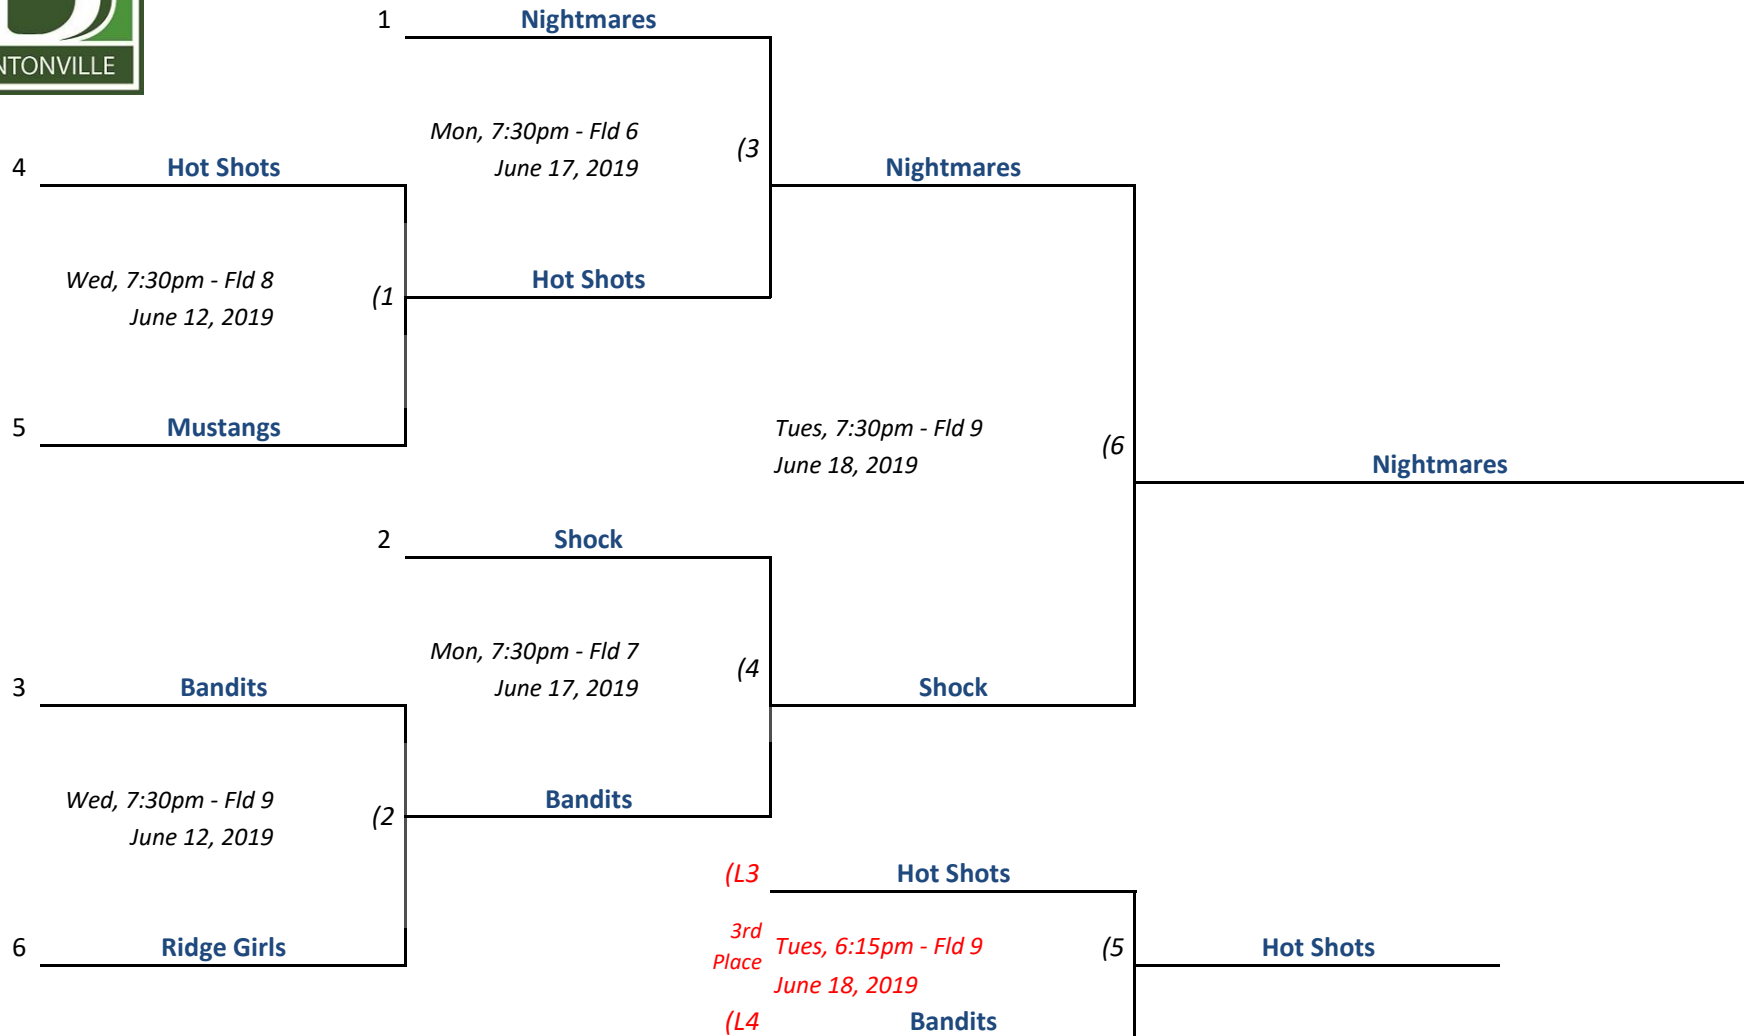 NTONVILLE
1 Nightmares
Mon, 7:30pm - Fld 6
June 17, 2019
(3
4 Hot Shots
Nightmares
Wed, 7:30pm - Fld 8
June 12, 2019
(1
Hot Shots
5 Mustangs
Tues, 7:30pm - Fld 9
June 18, 2019
(6
Nightmares
2 Shock
Mon, 7:30pm - Fld 7
June 17, 2019
(4
3 Bandits
Shock
Wed, 7:30pm - Fld 9
June 12, 2019
(2
Bandits
(L3 Hot Shots
6 Ridge Girls
3rd
Place
Tues, 6:15pm - Fld 9
June 18, 2019
(5
Hot Shots
(L4 Bandits